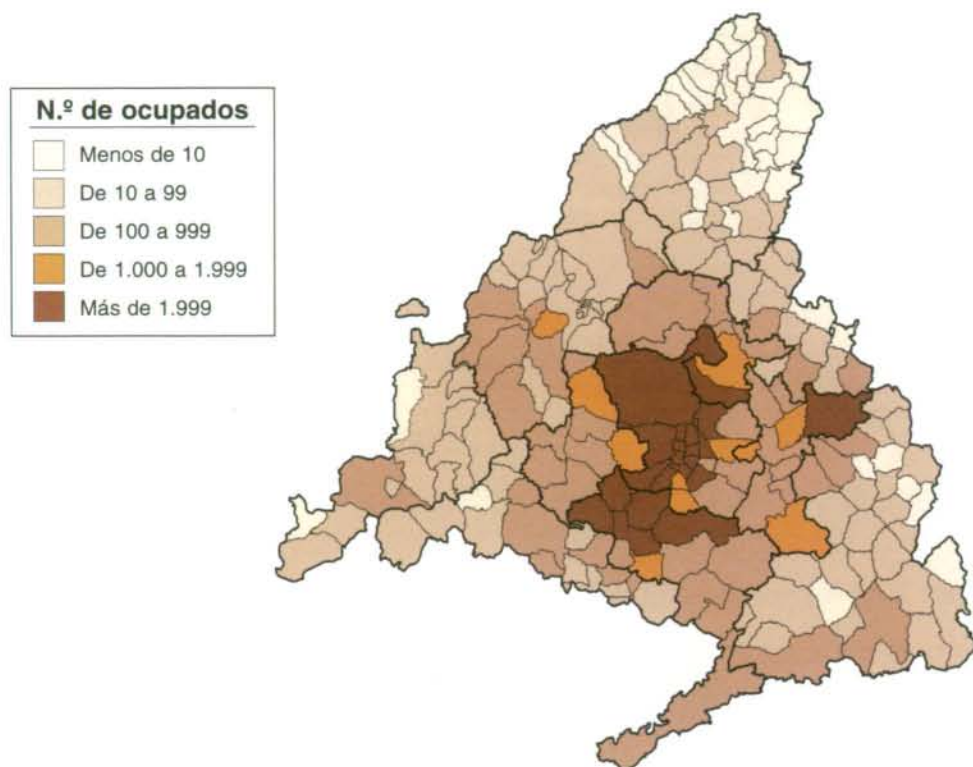 N.º de ocupados
Menos de 10
De 10 a 99
De 100 a 999
De 1.000 a 1.999
Más de 1.999